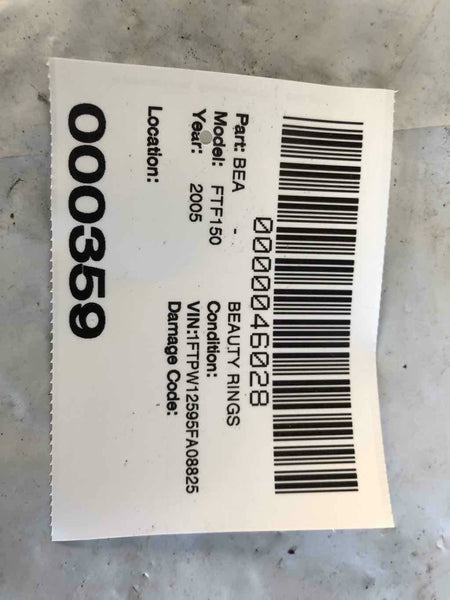 0000046028
Part: BEA - BEAUTY RINGS
Model: FTF150 Condition:
Year: 2005 VIN:1FTPW12595FA08825
Damage Code:
Location:
000359